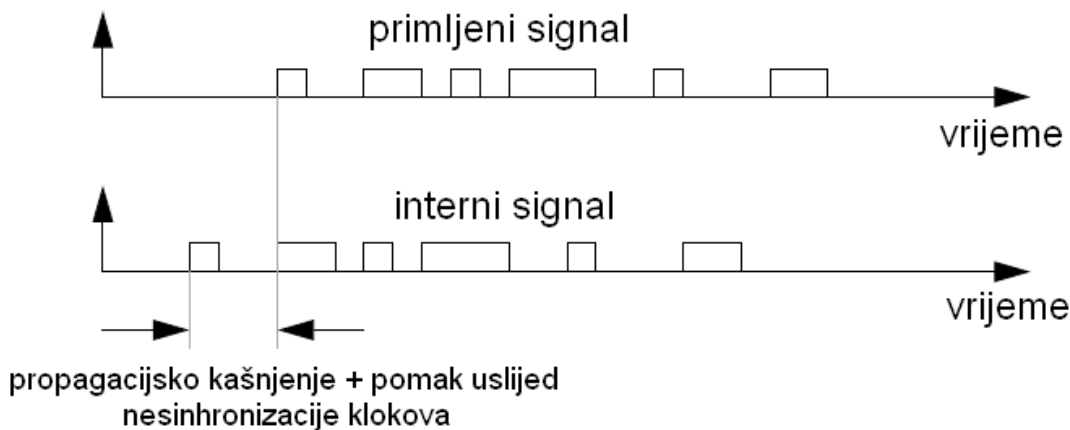 primljeni signal
vrijeme
interni signal
vrijeme
propagacijsko kašnjenje + pomak uslijed
nesinhronizacije klokova